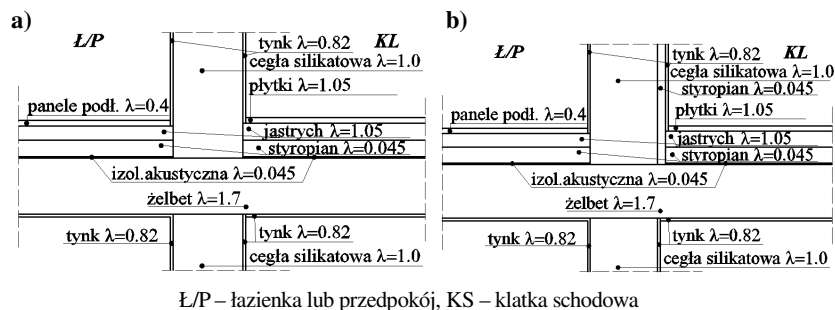 a)
Ł/P
KL
tynk λ=0.82
cegła silikatowa λ=1.0
płytki λ=1.05
panele podł. λ=0.4
jastrych λ=1.05
styropian λ=0.045
izol.akustyczna λ=0.045
żelbet λ=1.7
tynk λ=0.82
tynk λ=0.82
cegła silikatowa λ=1.0
b)
Ł/P
KL
tynk λ=0.82
cegła silikatowa λ=1.0
styropian λ=0.045
płytki λ=1.05
panele podł. λ=0.4
jastrych λ=1.05
styropian λ=0.045
izol.akustyczna λ=0.045
żelbet λ=1.7
tynk λ=0.82
tynk λ=0.82
cegła silikatowa λ=1.0
Ł/P – łazienka lub przedpokój, KS – klatka schodowa